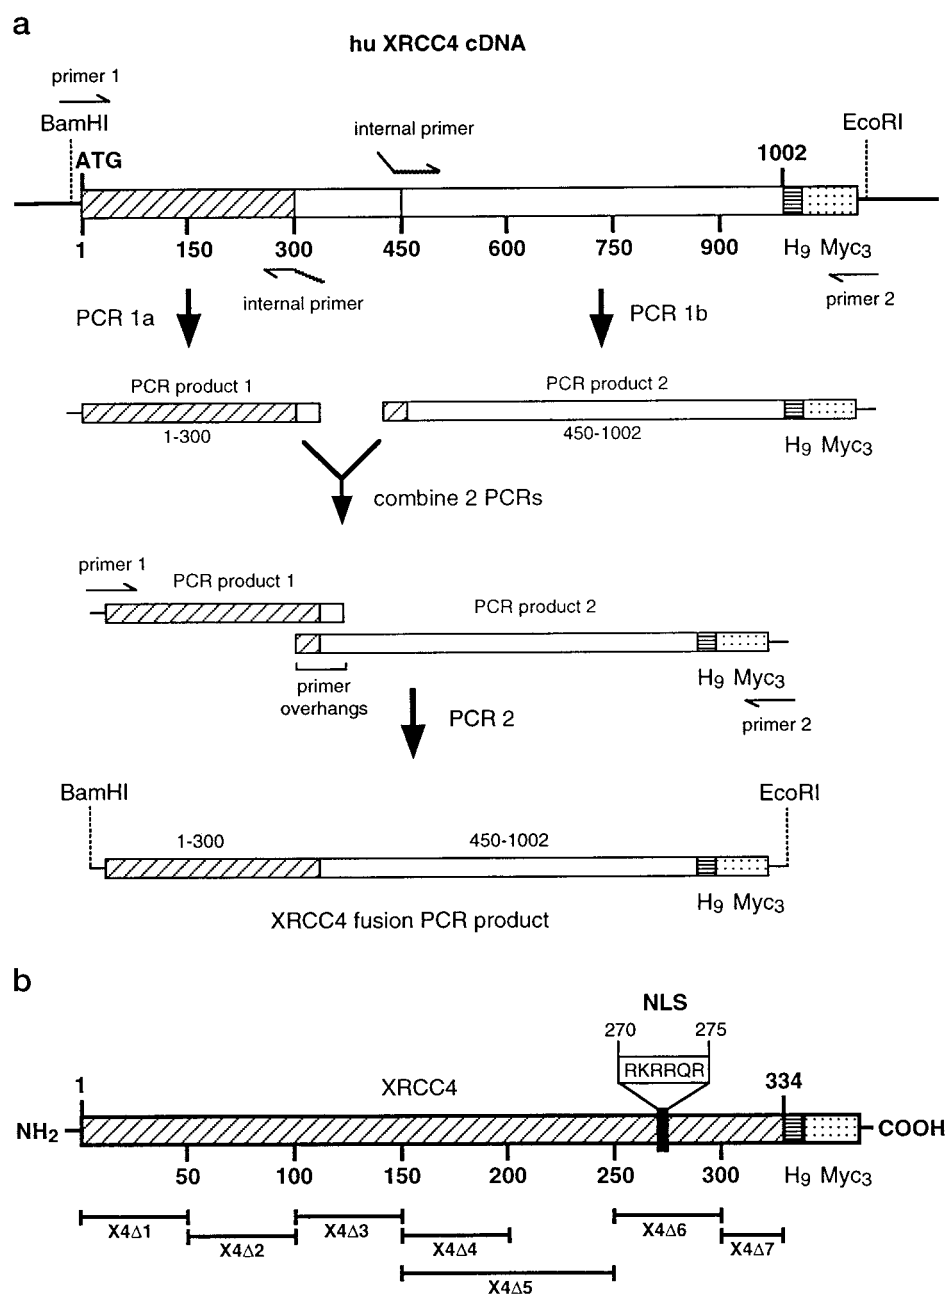 a
hu XRCC4 cDNA
primer 1
BamHI
ATG
internal primer
1002
EcoRI
1 150 300 450 600 750 900 H9 Myc3
internal primer
primer 2
PCR 1a
PCR 1b
PCR product 1
PCR product 2
1-300
450-1002
H9 Myc3
combine 2 PCRs
primer 1
PCR product 1
PCR product 2
H9 Myc3
primer
overhangs
primer 2
PCR 2
BamHI
EcoRI
1-300
450-1002
H9 Myc3
XRCC4 fusion PCR product
b
NLS
270 275
RKRRQR
1
XRCC4
334
NH2
COOH
50 100 150 200 250 300 H9 Myc3
X4Δ1
X4Δ2
X4Δ3
X4Δ4
X4Δ5
X4Δ6
X4Δ7